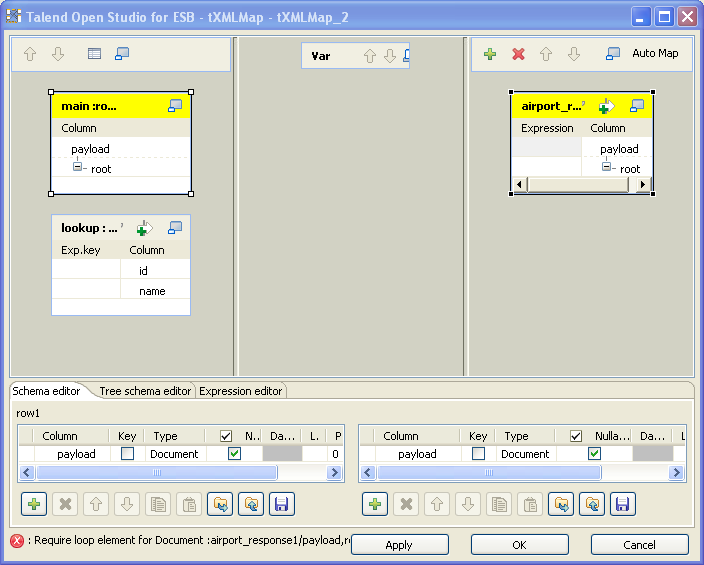 Talend Open Studio for ESB - tXMLMap - tXMLMap_2
Var
Auto Map
main :ro...
Column
payload
root
lookup : ...
Exp.key Column
id
name
airport_r...
Expression Column
payload
root
Schema editor Tree schema editor Expression editor
row1
Column Key Type N.. Da... L. P
payload Document 0
Column Key Type Nulla... Da... L
payload Document
: Require loop element for Document :airport_response1/payload,ro
Apply OK Cancel